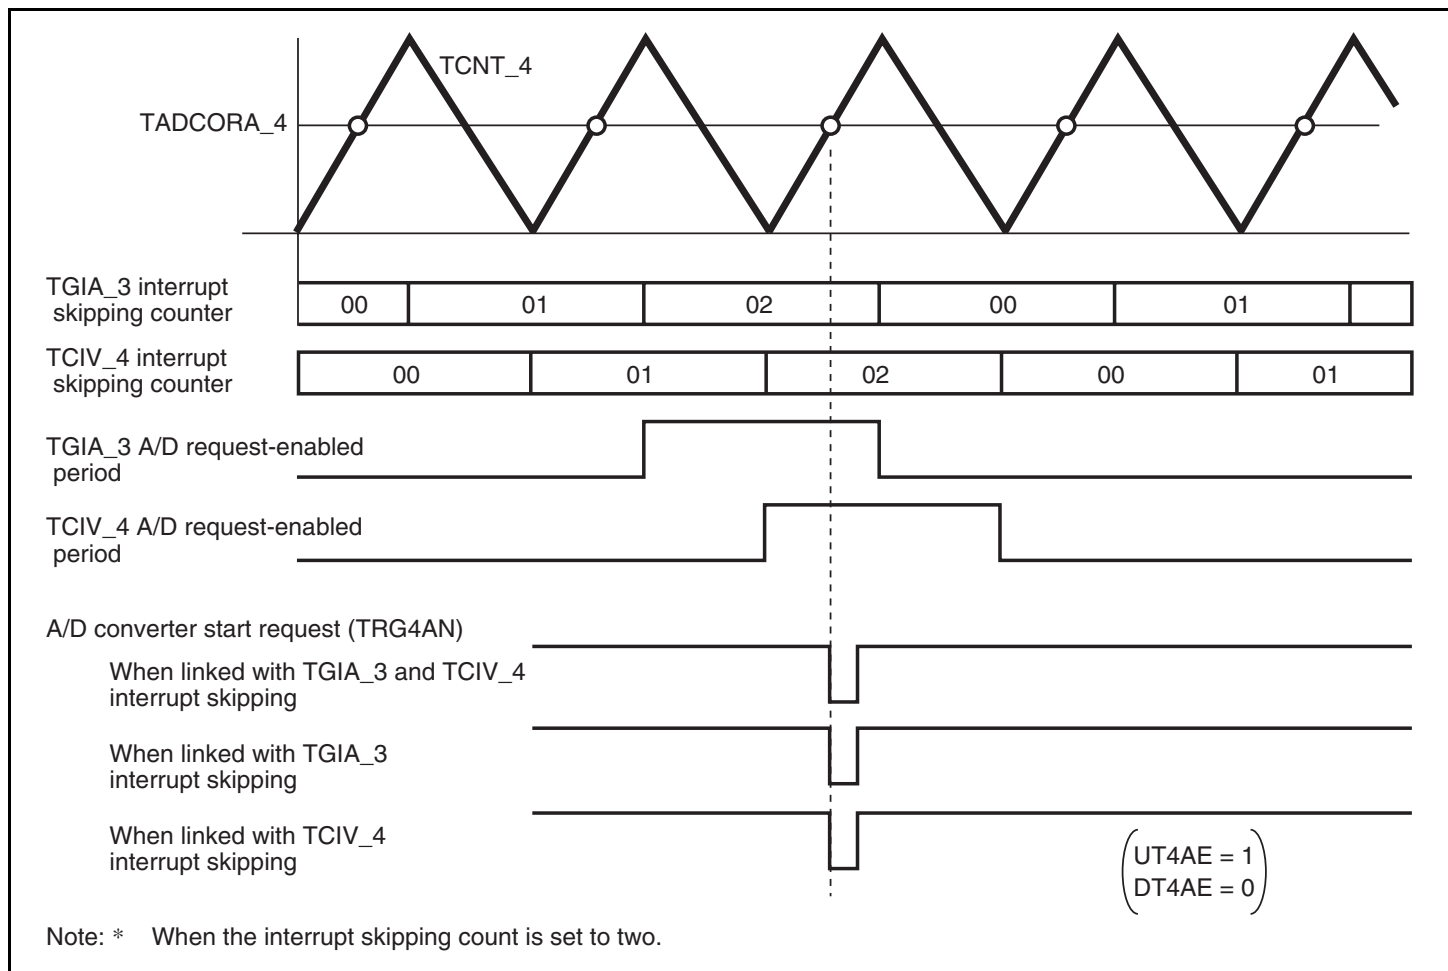 TCNT_4
TADCORA_4
TGIA_3 interrupt
skipping counter
00 01 02 00 01
TCIV_4 interrupt
skipping counter
00 01 02 00 01
TGIA_3 A/D request-enabled
period
TCIV_4 A/D request-enabled
period
A/D converter start request (TRG4AN)
When linked with TGIA_3 and TCIV_4
interrupt skipping
When linked with TGIA_3
interrupt skipping
When linked with TCIV_4
interrupt skipping
UT4AE = 1
DT4AE = 0
Note: * When the interrupt skipping count is set to two.